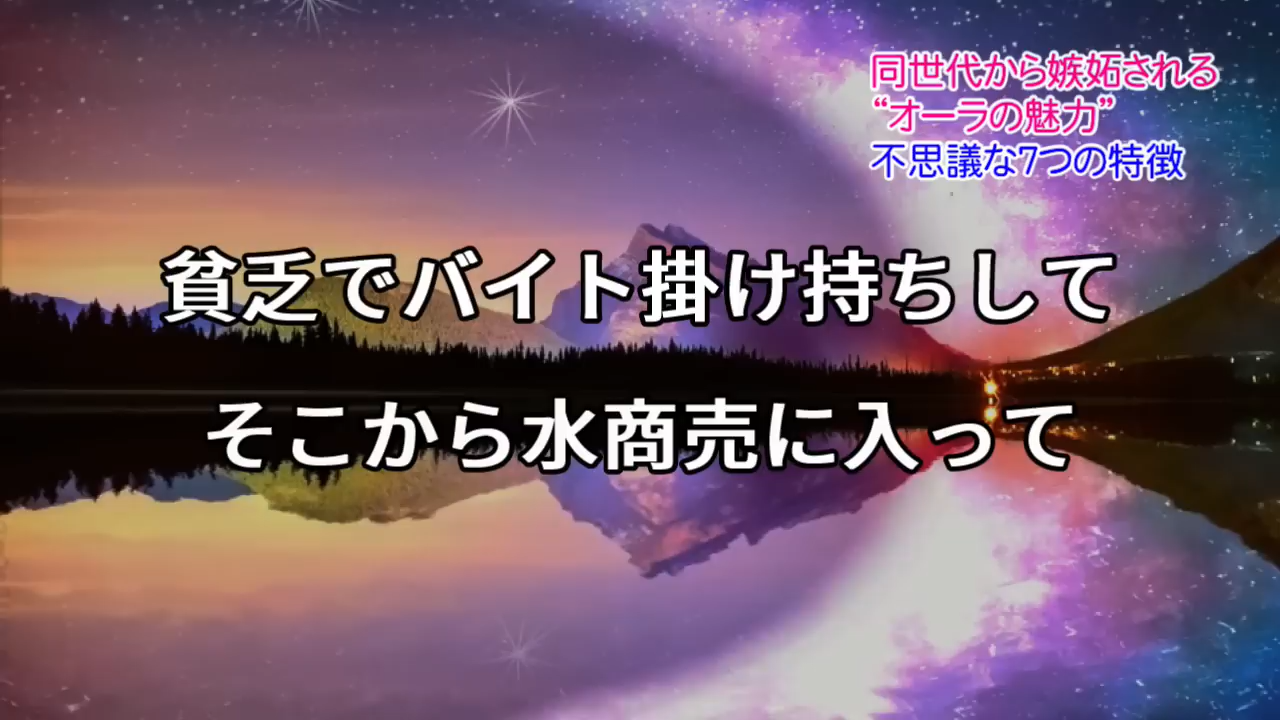 同世代から嫉妬される
“オーラの魅力”
不思議な7つの特徴
貧乏でバイト掛け持ちして
そこから水商売に入って